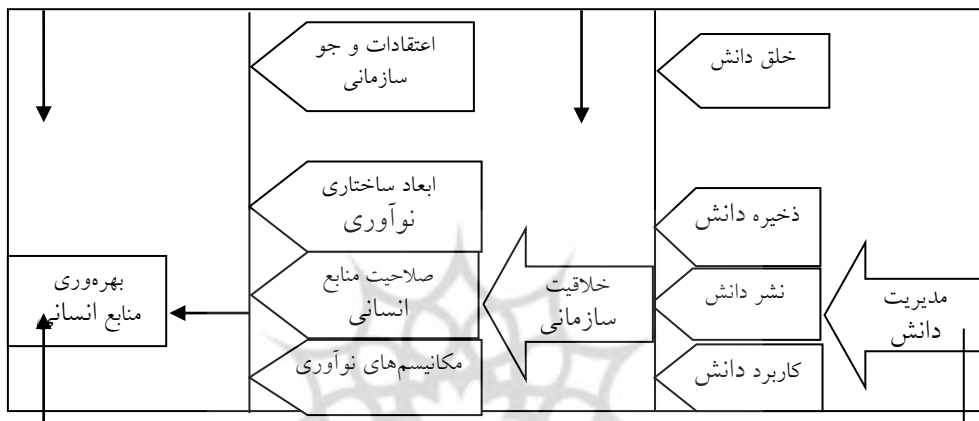 مدیریت
دانش
خلق دانش
ذخیره دانش
نشر دانش
کاربرد دانش
خلاقیت
سازمانی
اعتقادات و جو
سازمانی
ابعاد ساختاری
نوآوری
صلاحیت منابع
انسانی
مکانیسم‌های نوآوری
بهره‌وری
منابع انسانی